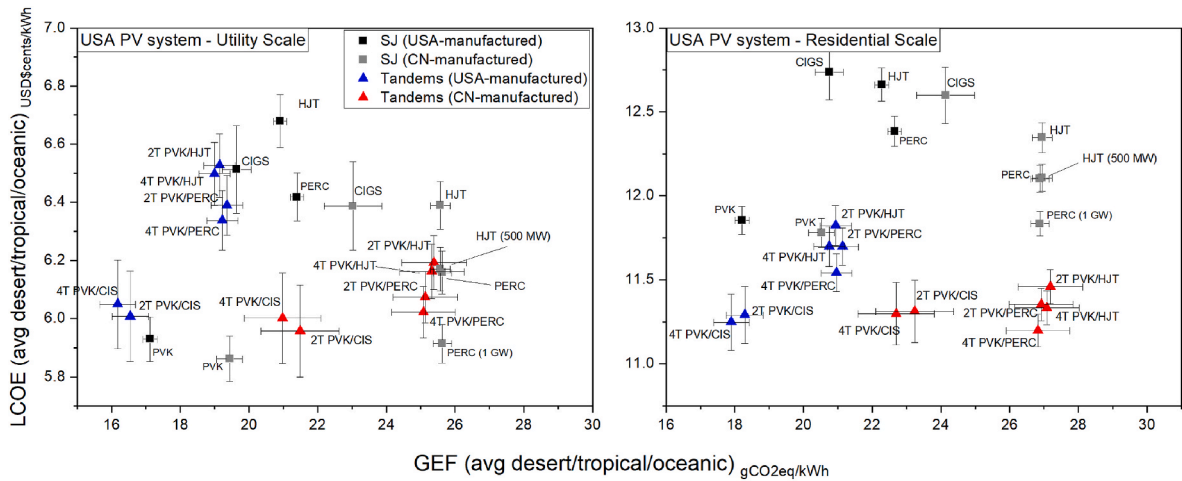 USA PV system - Utility Scale
SJ (USA-manufactured)
SJ (CN-manufactured)
Tandems (USA-manufactured)
Tandems (CN-manufactured)
LCOE (avg desert/tropical/oceanic) USD$cents/kWh
7.0
6.8
6.6
6.4
6.2
6.0
5.8
HJT
2T PVK/HJT
CIGS
4T PVK/HJT
PERC
CIGS
HJT
2T PVK/PERC
4T PVK/PERC
2T PVK/HJT
HJT (500 MW)
4T PVK/HJT
4T PVK/CIS
2T PVK/CIS
4T PVK/CIS
2T PVK/PERC
PERC
4T PVK/PERC
2T PVK/CIS
PVK
PVK
PERC (1 GW)
16 18 20 22 24 26 28 30
USA PV system - Residential Scale
13.0
12.5
12.0
11.5
11.0
CIGS
HJT
CIGS
PERC
HJT
HJT (500 MW)
PERC
PVK
PVK
2T PVK/HJT
PERC (1 GW)
2T PVK/PERC
4T PVK/HJT
4T PVK/PERC
2T PVK/HJT
2T PVK/CIS
4T PVK/CIS
2T PVK/CIS
4T PVK/CIS
2T PVK/PERC
4T PVK/HJT
4T PVK/PERC
16 18 20 22 24 26 28 30
GEF (avg desert/tropical/oceanic) gCO2eq/kWh